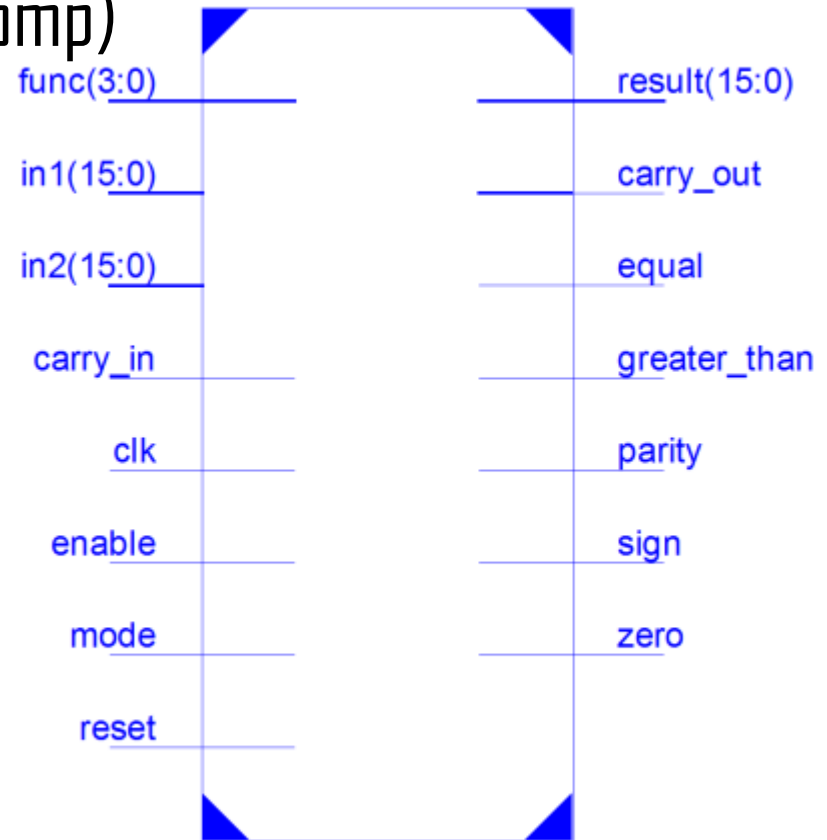 omp)
func(3:0)
result(15:0)
in1(15:0)
carry_out
in2(15:0)
equal
carry_in
greater_than
clk
parity
enable
sign
mode
zero
reset